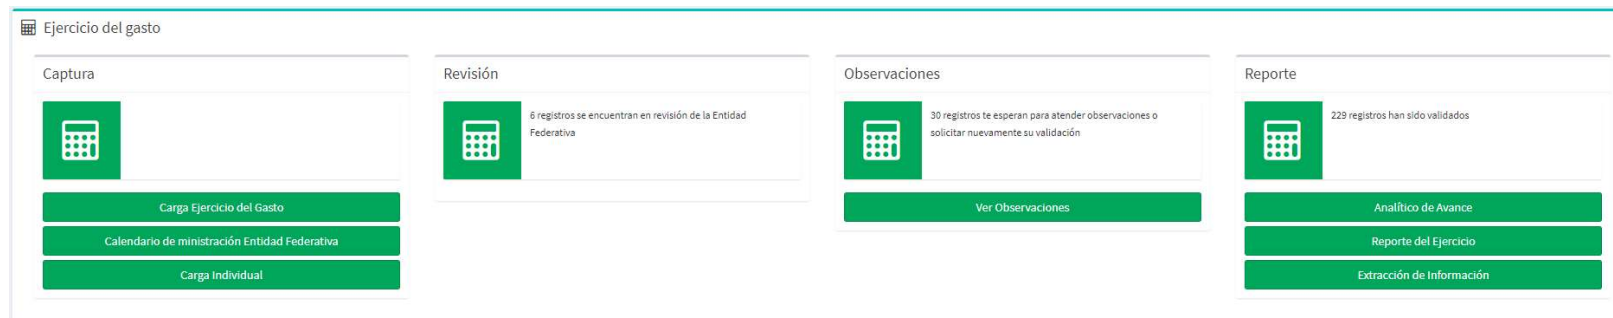 Ejercicio del gasto
Captura
Carga Ejercicio del Gasto
Calendario de ministración Entidad Federativa
Carga Individual
Revisión
6 registros se encuentran en revisión de la Entidad
Federativa
Observaciones
30 registros te esperan para atender observaciones o
solicitar nuevamente su validación
Ver Observaciones
Reporte
229 registros han sido validados
Analítico de Avance
Reporte del Ejercicio
Extracción de Información